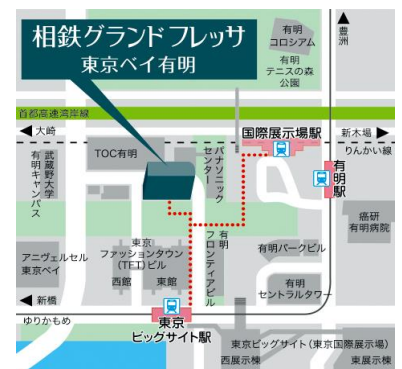 相鉄グランドフレッサ
東京ベイ有明
有明
コロシアム
有明
テニスの森
公園
豊洲
首都高速湾岸線
大崎
国際展示場駅
新木場
りんかい線
武蔵野大学
有明キャンパス
TOC有明
パナソニック
センター
有明駅
癌研
有明病院
アニヴェルセル
東京ベイ
東京
ファッションタウン
(TFT)ビル
西館
東館
有明
フロンティアビル
有明パークビル
有明
セントラルタワー
新橋
ゆりかもめ
東京
ビッグサイト駅
東京ビッグサイト(東京国際展示場)
西展示棟
東展示棟